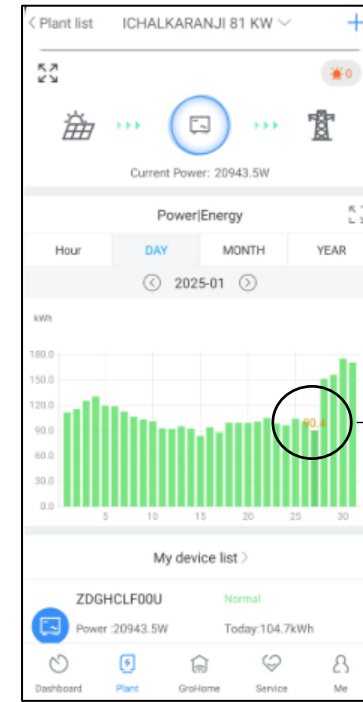 < Plant list ICHALKARANJI 81 KW
0
Current Power: 20943.5W
Power|Energy
Hour DAY MONTH YEAR
2025-01
kWh
180.0
150.0
120.0
90.0
60.0
30.0
0.0
90.4
5 10 15 20 25 30
My device list >
ZDGHCLF00U Normal
Power :20943.5W Today:104.7kWh
Dashboard Plant GroHome Service Me